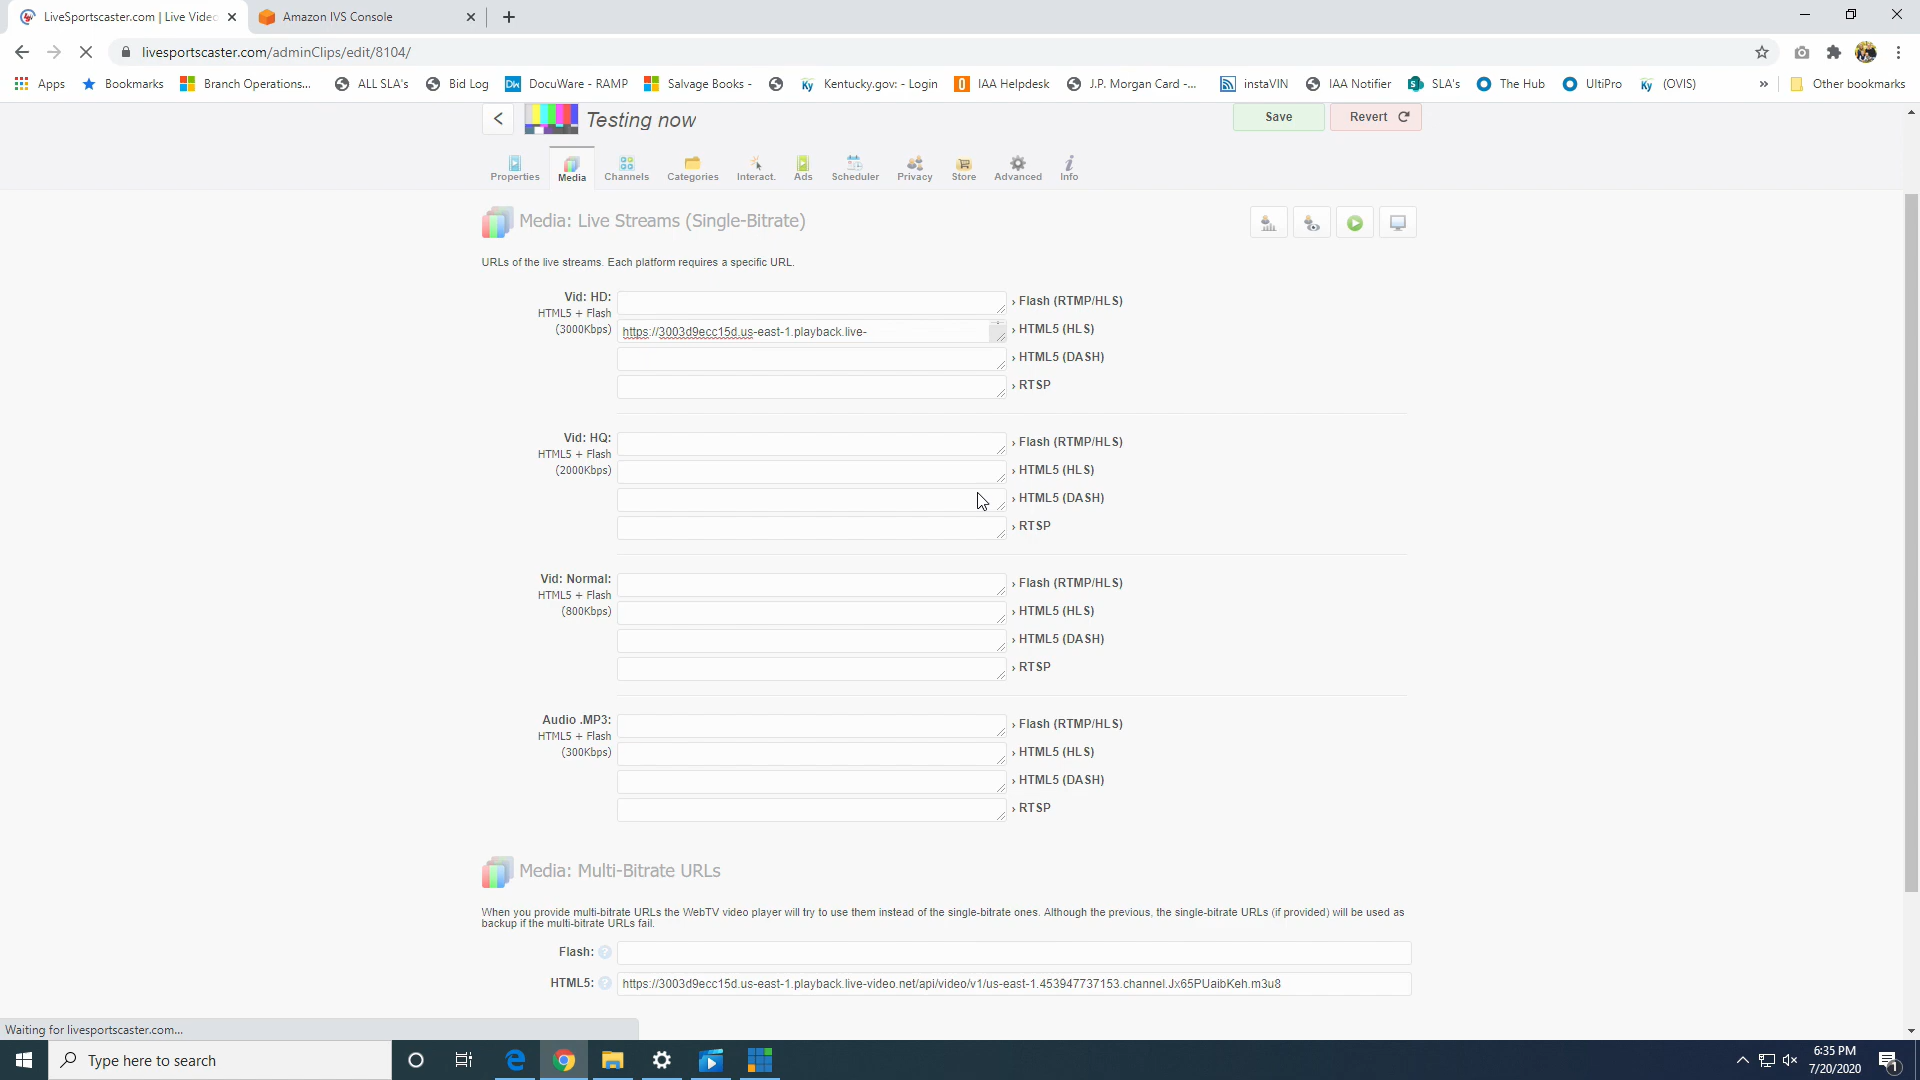 LiveSportscaster.com | Live Video
Amazon IVS Console
livesportscaster.com/adminClips/edit/8104/
Apps
Bookmarks
Branch Operations...
ALL SLA's
Bid Log
DocuWare - RAMP
Salvage Books -
Kentucky.gov: - Login
IAA Helpdesk
J.P. Morgan Card -...
instaVIN
IAA Notifier
SLA's
The Hub
UltiPro
(OVIS)
»
Other bookmarks
Testing now
Save
Revert
Properties
Media
Channels
Categories
Interact.
Ads
Scheduler
Privacy
Store
Advanced
Info
Media: Live Streams (Single-Bitrate)
URLs of the live streams. Each platform requires a specific URL.
Vid: HD:
HTML5 + Flash
(3000Kbps)
› Flash (RTMP/HLS)
https://3003d9ecc15d.us-east-1.playback.live-
› HTML5 (HLS)
› HTML5 (DASH)
› RTSP
Vid: HQ:
HTML5 + Flash
(2000Kbps)
› Flash (RTMP/HLS)
› HTML5 (HLS)
› HTML5 (DASH)
› RTSP
Vid: Normal:
HTML5 + Flash
(800Kbps)
› Flash (RTMP/HLS)
› HTML5 (HLS)
› HTML5 (DASH)
› RTSP
Audio .MP3:
HTML5 + Flash
(300Kbps)
› Flash (RTMP/HLS)
› HTML5 (HLS)
› HTML5 (DASH)
› RTSP
Media: Multi-Bitrate URLs
When you provide multi-bitrate URLs the WebTV video player will try to use them instead of the single-bitrate ones. Although the previous, the single-bitrate URLs (if provided) will be used as
backup if the multi-bitrate URLs fail.
Flash: ?
HTML5: ?
https://3003d9ecc15d.us-east-1.playback.live-video.net/api/video/v1/us-east-1.453947737153.channel.Jx65PUaibKeh.m3u8
Waiting for livesportscaster.com...
Type here to search
6:35 PM
7/20/2020
1